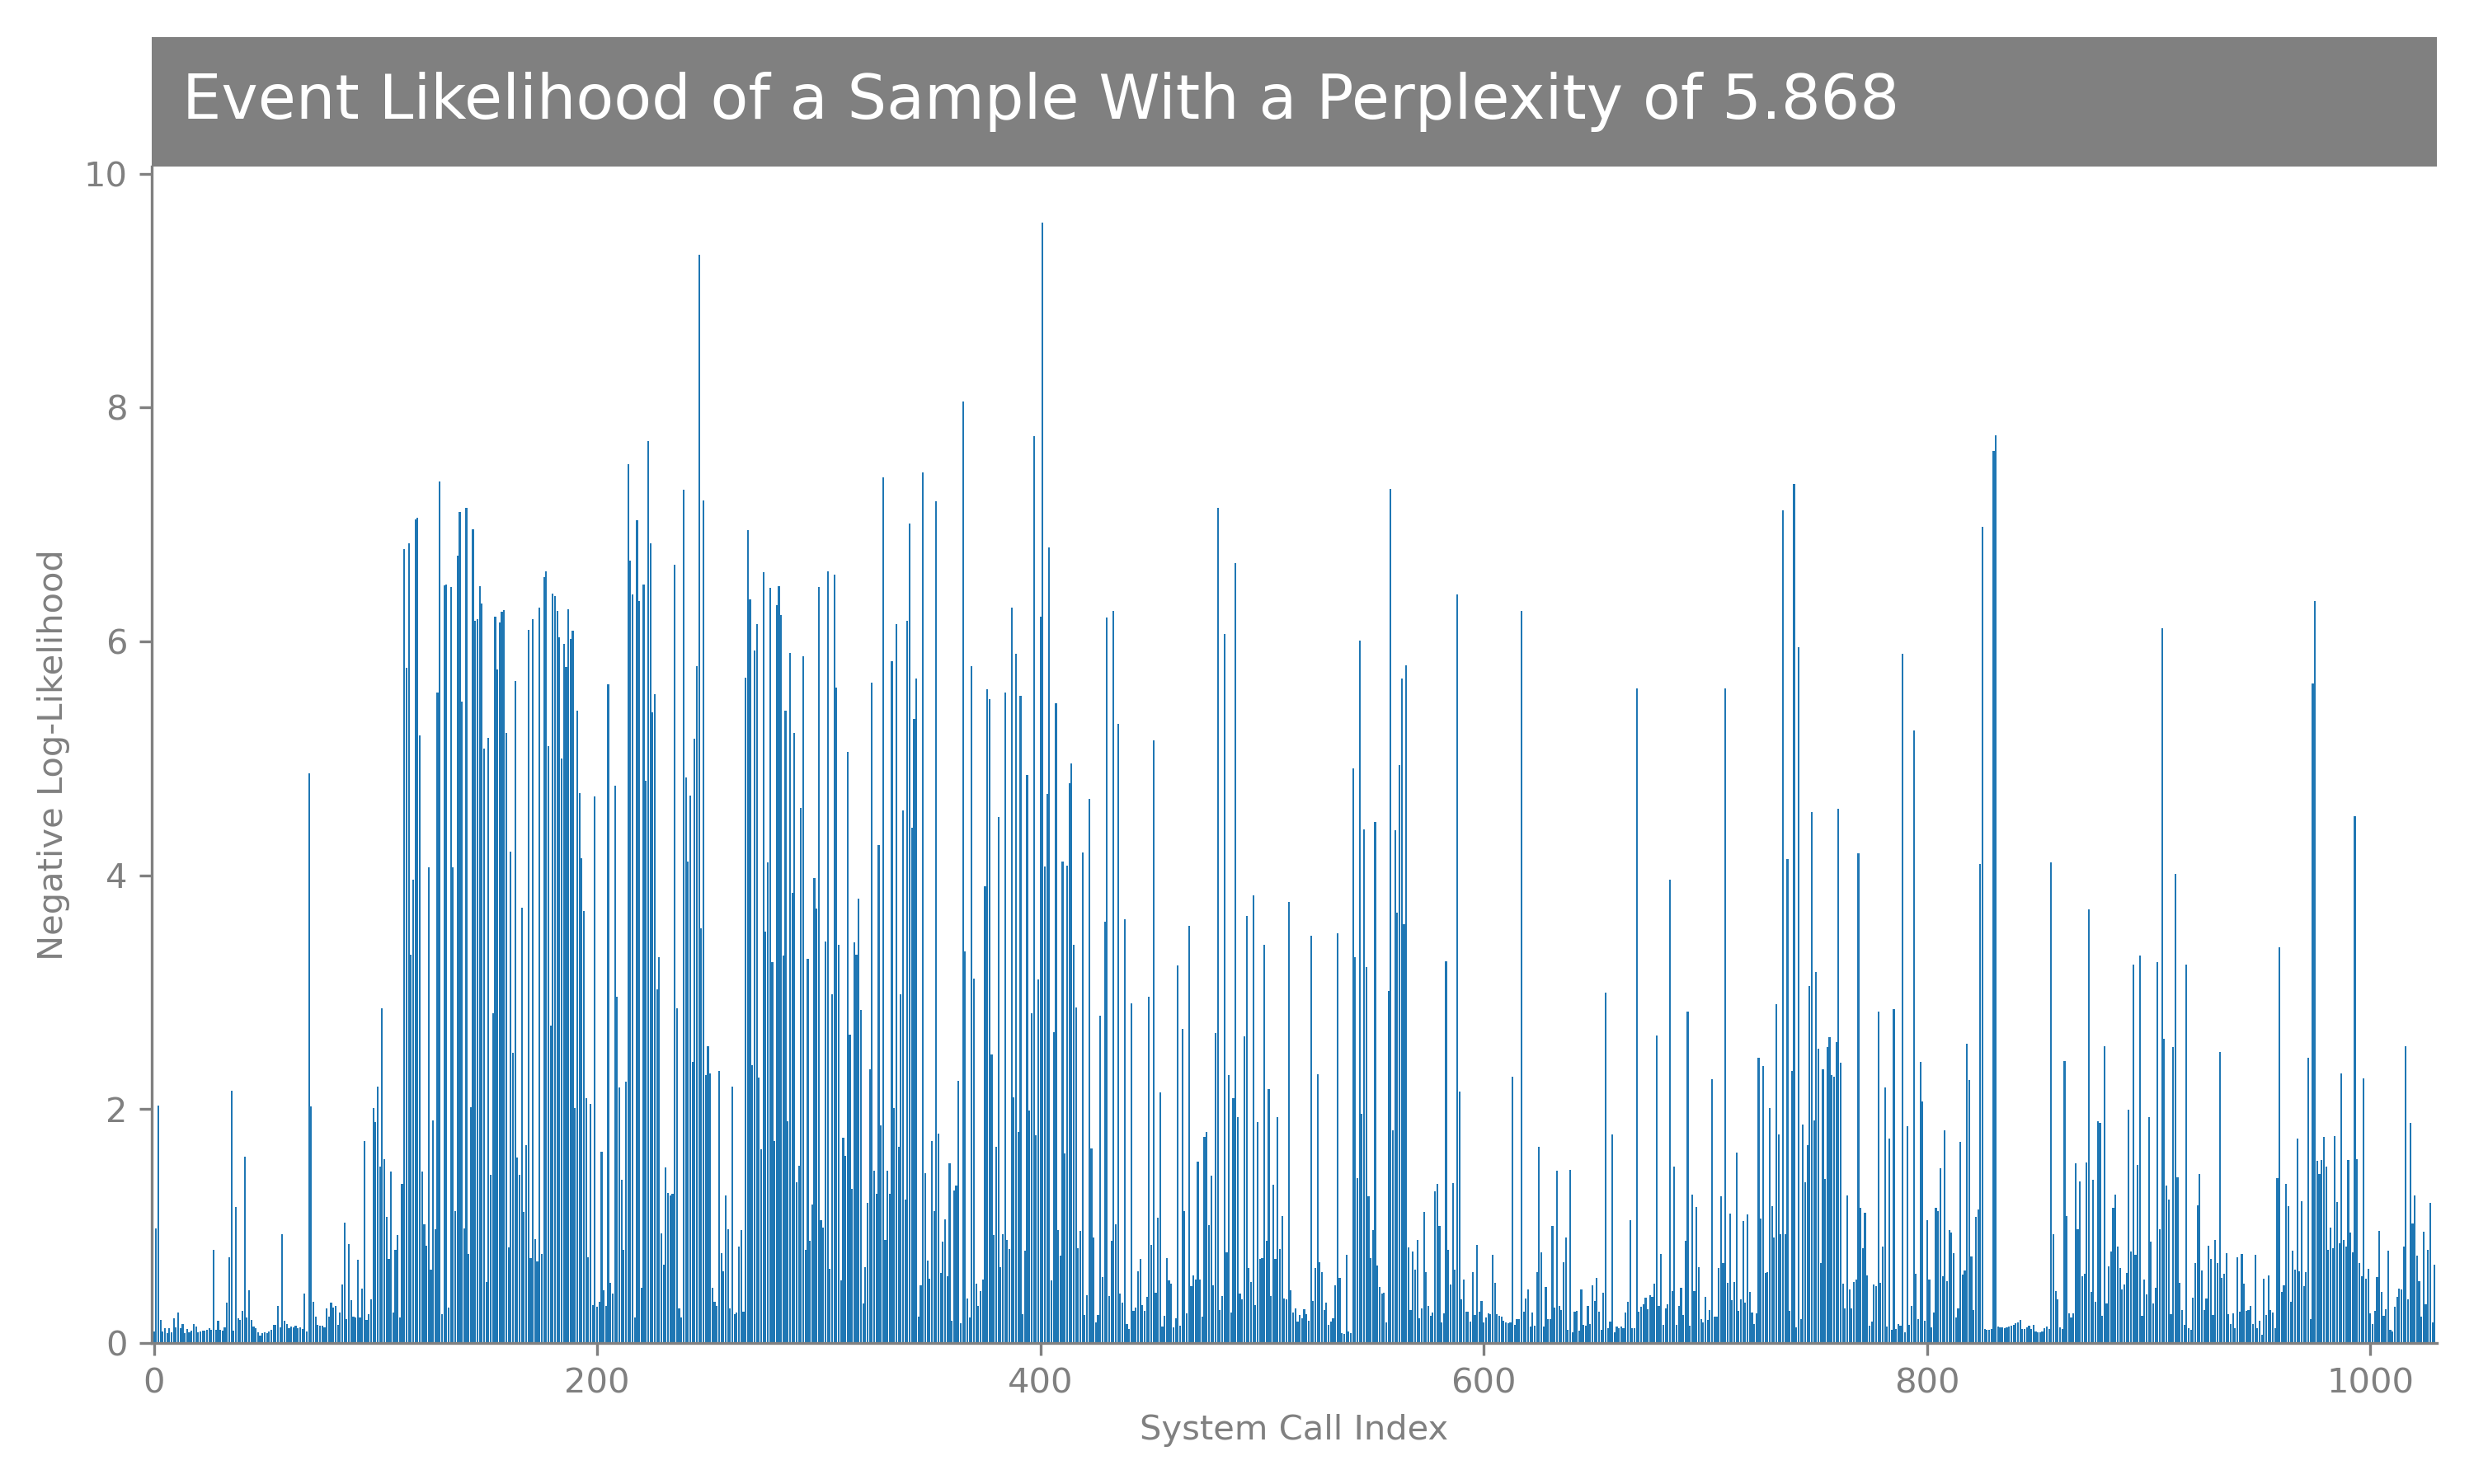 Event Likelihood of a Sample With a Perplexity of 5.868
10
8
6
4
2
0
Negative Log-Likelihood
0 200 400 600 800 1000
System Call Index